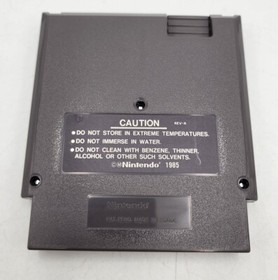 CAUTION REV-A
•DO NOT STORE IN EXTREME TEMPERATURES.
•DO NOT IMMERSE IN WATER.
•DO NOT CLEAN WITH BENZENE, THINNER,
ALCOHOL OR OTHER SUCH SOLVENTS.
©Nintendo® 1985
Nintendo